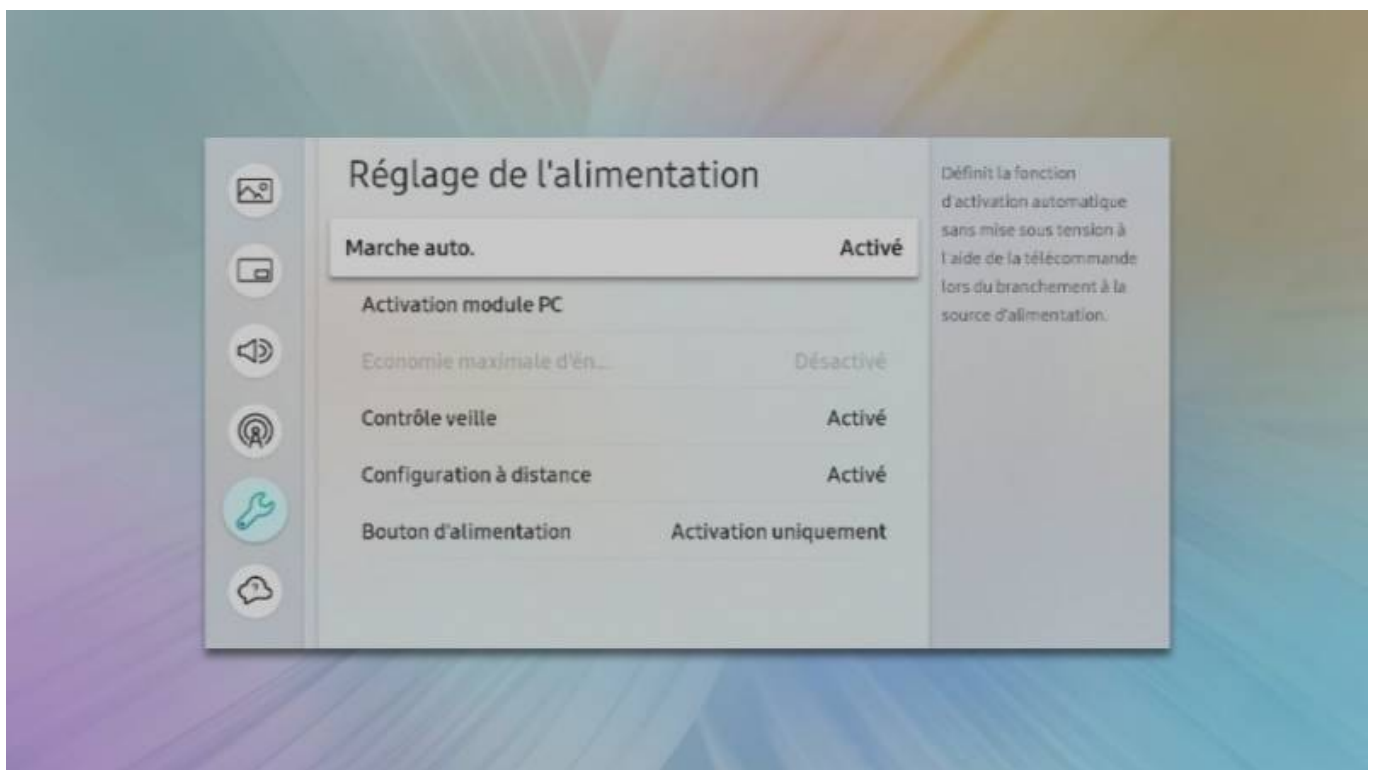 Réglage de l'alimentation
Marche auto. Activé
Activation module PC
Economie maximale d'én...
Désactivé
Contrôle veille Activé
Configuration à distance Activé
Bouton d'alimentation Activation uniquement
Définit la fonction
d'activation automatique
sans mise sous tension à
l'aide de la télécommande
lors du branchement à la
source d'alimentation.